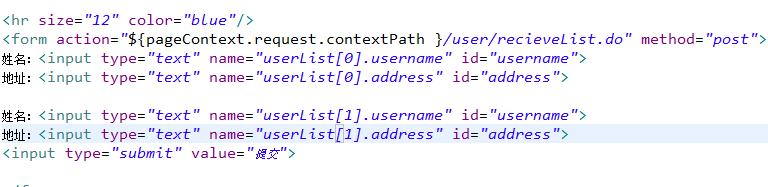 <hr size="12" color="blue"/>
<form action="${pageContext.request.contextPath }/user/recieveList.do" method="post">
姓名：<input type="text" name="userList[0].username" id="username">
地址：<input type="text" name="userList[0].address" id="address">
姓名：<input type="text" name="userList[1].username" id="username">
地址：<input type="text" name="userList[1].address" id="address">
<input type="submit" value="提交">